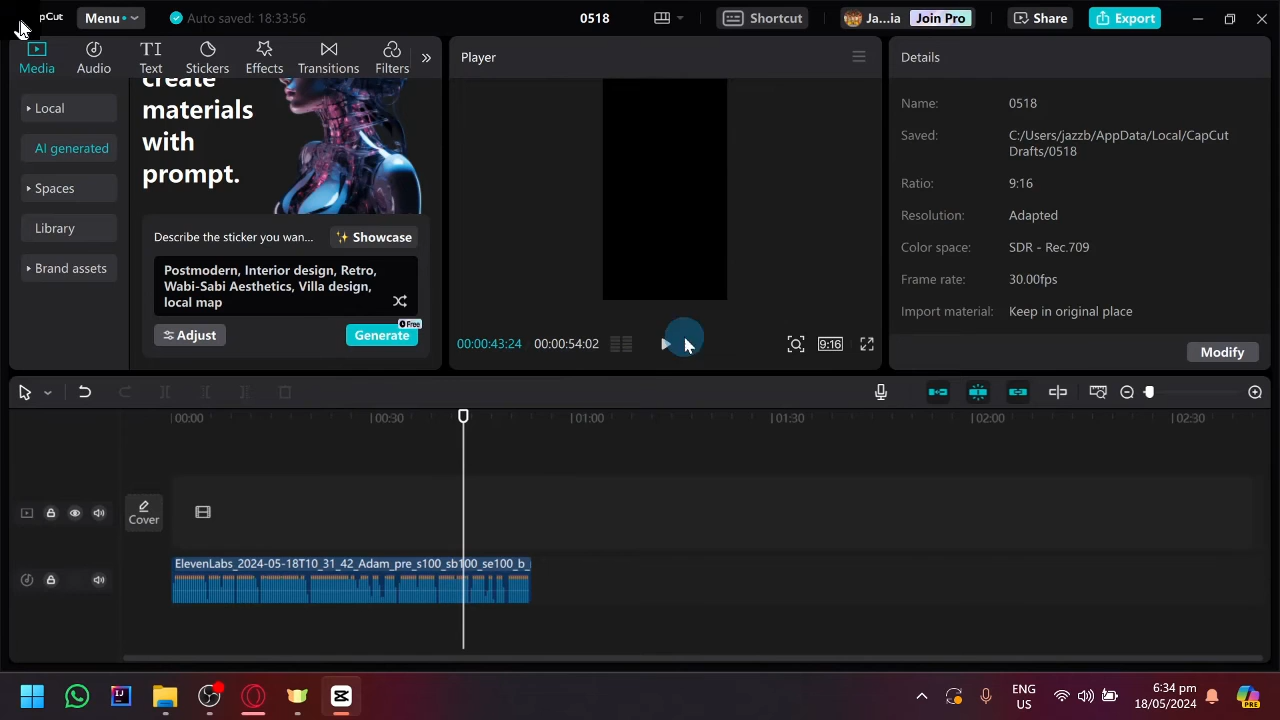 pCut
Menu
Auto saved: 18:33:56
0518
Shortcut
Ja...ia
Join Pro
Share
Export
Media
Audio
Text
Stickers
Effects
Transitions
Filters
Local
AI generated
Spaces
Library
Brand assets
create
materials
with
prompt.
Describe the sticker you wan...
Showcase
Postmodern, Interior design, Retro,
Wabi-Sabi Aesthetics, Villa design,
local map
Adjust
Free
Generate
Player
00:00:43:24
00:00:54:02
9:16
Details
Name: 0518
Saved: C:/Users/jazzb/AppData/Local/CapCut
Drafts/0518
Ratio: 9:16
Resolution: Adapted
Color space: SDR - Rec.709
Frame rate: 30.00fps
Import material: Keep in original place
Modify
00:00
00:30
01:00
01:30
02:00
02:30
Cover
ElevenLabs_2024-05-18T10_31_42_Adam_pre_s100_sb100_se100_b_
ENG
US
6:34 pm
18/05/2024
PRE